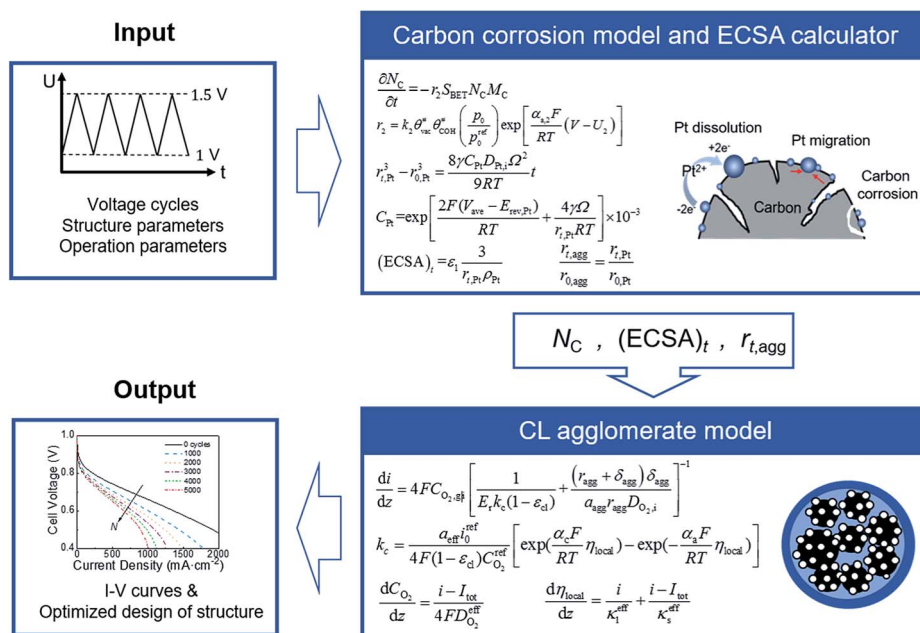 Input
U
1.5 V
1 V
t
Voltage cycles
Structure parameters
Operation parameters
Carbon corrosion model and ECSA calculator
∂N_C/∂t = −r_2 S_BET N_C M_C
r_2 = k_2 θ*_vac θ*_COH (p_0/p_0^ref) exp[α_a,2 F/RT (V − U_2)]
r_t,Pt^3 − r_0,Pt^3 = 8γC_Pt D_Pt,i Ω^2/9RT t
C_Pt = exp[2F(V_ave − E_rev,Pt)/RT + 4γΩ/r_t,Pt RT] × 10^−3
(ECSA)_t = ε_1 3/r_t,Pt ρ_Pt    r_t,agg/r_0,agg = r_t,Pt/r_0,Pt
Pt dissolution
+2e-
Pt migration
Pt2+
Carbon corrosion
-2e-
Carbon
N_C , (ECSA)_t , r_t,agg
Output
Cell Voltage (V)
1.0
0.8
0.6
0.4
0 cycles
1000
2000
3000
4000
5000
N
0 500 1000 1500 2000
Current Density (mA·cm-2)
I-V curves &
Optimized design of structure
CL agglomerate model
di/dz = 4FC_O2,g|s [1/E_r k_c (1 − ε_cl) + (r_agg + δ_agg) δ_agg/a_agg r_agg D_O2,i]^−1
k_c = a_eff i_0^ref/4F(1 − ε_cl) C_O2^ref [exp(α_c F/RT η_local) − exp(−α_a F/RT η_local)]
dC_O2/dz = i − I_tot/4FD_O2^eff    dη_local/dz = i/κ_l^eff + i − I_tot/κ_s^eff